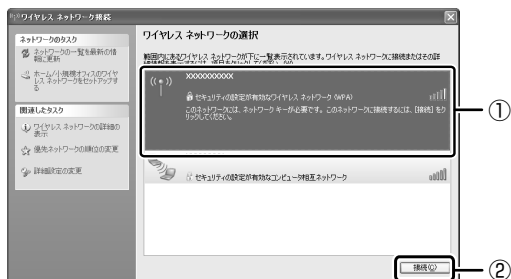 ワイヤレス ネットワーク接続
ネットワークのタスク
ネットワークの一覧を最新の情報に更新
ホーム/小規模オフィスのワイヤレス ネットワークをセットアップする
関連したタスク
ワイヤレス ネットワークの詳細の表示
優先ネットワークの順位の変更
詳細設定の変更
ワイヤレス ネットワークの選択
範囲内にあるワイヤレス ネットワークが下に一覧表示されています。ワイヤレス ネットワークに接続またはその詳
XXXXXXXXXX
セキュリティの設定が有効なワイヤレス ネットワーク (WPA)
このネットワークには、ネットワーク キーが必要です。このネットワークに接続するには、[接続] をク
リックしてください。
①
セキュリティの設定が有効なコンピュータ相互ネットワーク
接続(C)
②